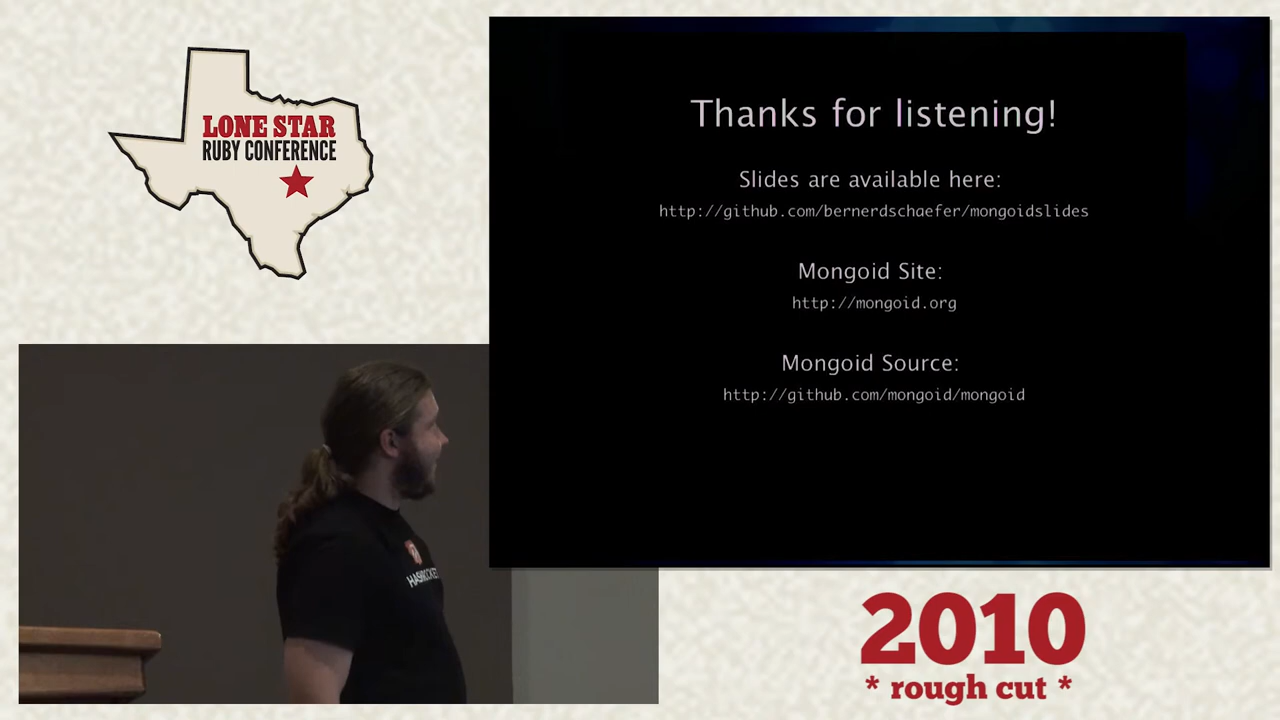 LONE STAR
RUBY CONFERENCE
Thanks for listening!
Slides are available here:
http://github.com/bernerdschaefer/mongoidslides
Mongoid Site:
http://mongoid.org
Mongoid Source:
http://github.com/mongoid/mongoid
2010
* rough cut *